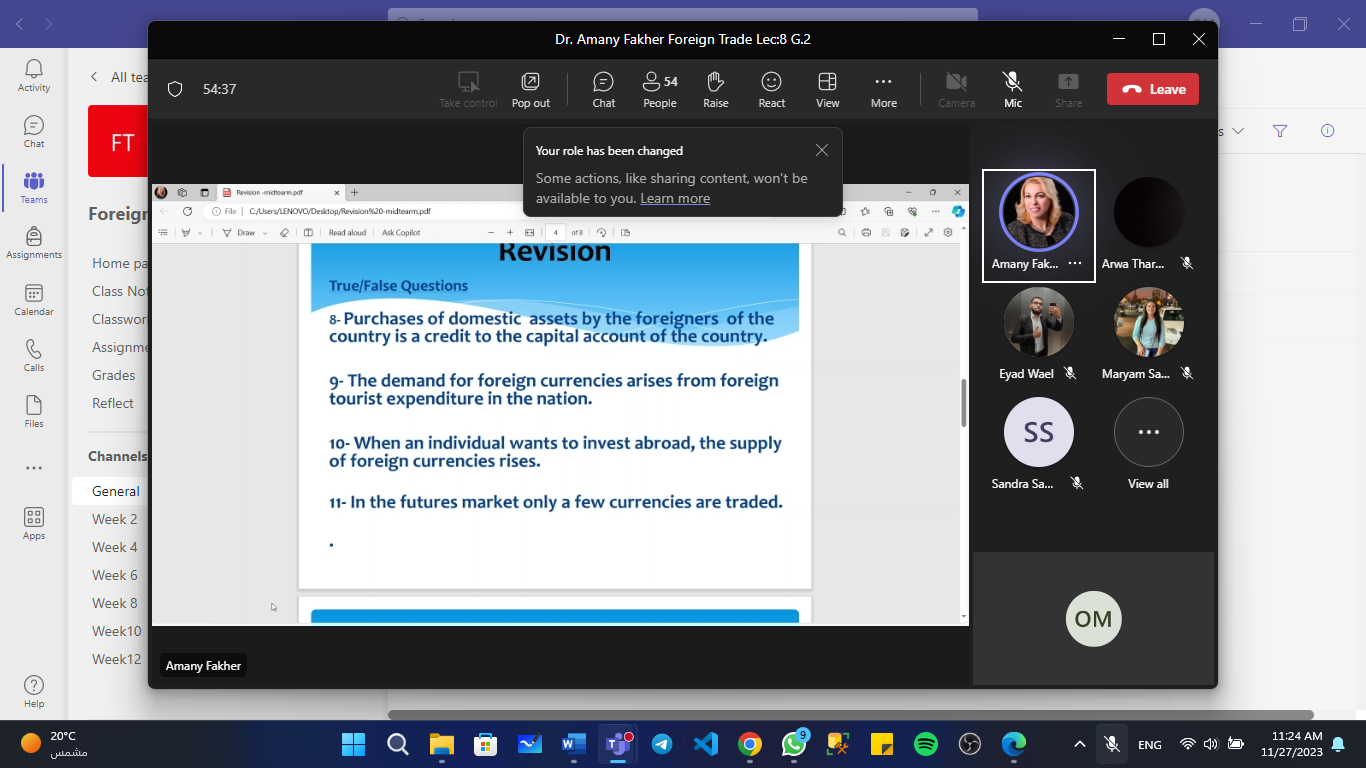 Dr. Amany Fakher Foreign Trade Lec:8 G.2
54:37
Take control
Pop out
Chat
54
People
Raise
React
View
More
Camera
Mic
Share
Leave
Your role has been changed
Some actions, like sharing content, won't be
available to you. Learn more
Activity
Chat
Teams
Assignments
Calendar
Calls
Files
Apps
Help
All tea
FT
Foreign
Home pa
Class Not
Classwor
Assignme
Grades
Reflect
Channels
General
Week 2
Week 4
Week 6
Week 8
Week10
Week12
Revision -midtearm.pdf
File
C:/Users/LENOVO/Desktop/Revision%20-midtearm.pdf
Draw
Read aloud
Ask Copilot
4
of 8
Revision
True/False Questions
8- Purchases of domestic assets by the foreigners of the
country is a credit to the capital account of the country.
9- The demand for foreign currencies arises from foreign
tourist expenditure in the nation.
10- When an individual wants to invest abroad, the supply
of foreign currencies rises.
11- In the futures market only a few currencies are traded.
.
Amany Fakher
Amany Fak...
Arwa Thar...
Eyad Wael
Maryam Sa...
SS
Sandra Sa...
View all
OM
20°C
مشمس
9
ENG
11:24 AM
11/27/2023